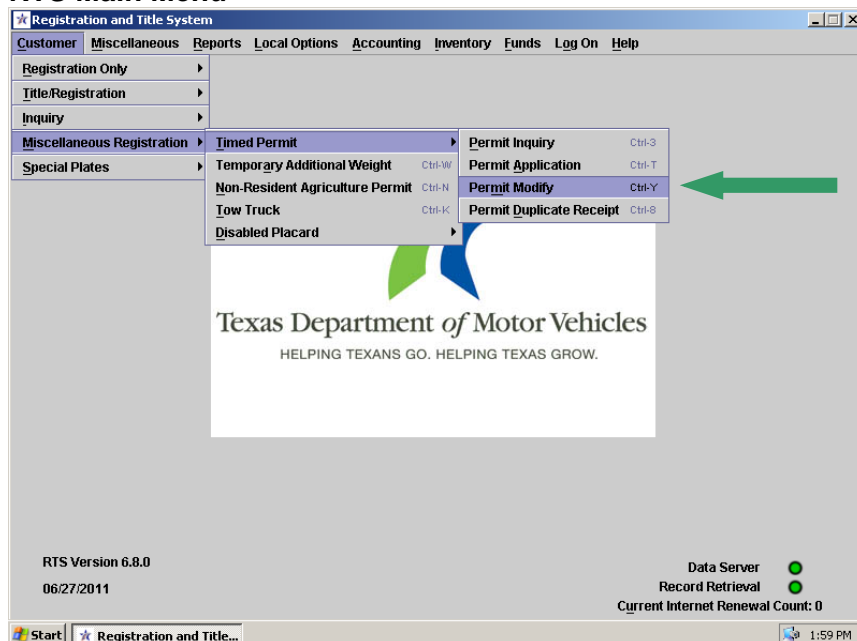 RTS Main Menu
Registration and Title System
Customer Miscellaneous Reports Local Options Accounting Inventory Funds Log On Help
Registration Only
Title/Registration
Inquiry
Miscellaneous Registration
Special Plates
Timed Permit
Temporary Additional Weight Ctrl-W
Non-Resident Agriculture Permit Ctrl-N
Tow Truck Ctrl-K
Disabled Placard
Permit Inquiry Ctrl-3
Permit Application Ctrl-T
Permit Modify Ctrl-Y
Permit Duplicate Receipt Ctrl-8
Texas Department of Motor Vehicles
HELPING TEXANS GO. HELPING TEXAS GROW.
RTS Version 6.8.0
06/27/2011
Data Server
Record Retrieval
Current Internet Renewal Count: 0
Start Registration and Title... 1:59 PM